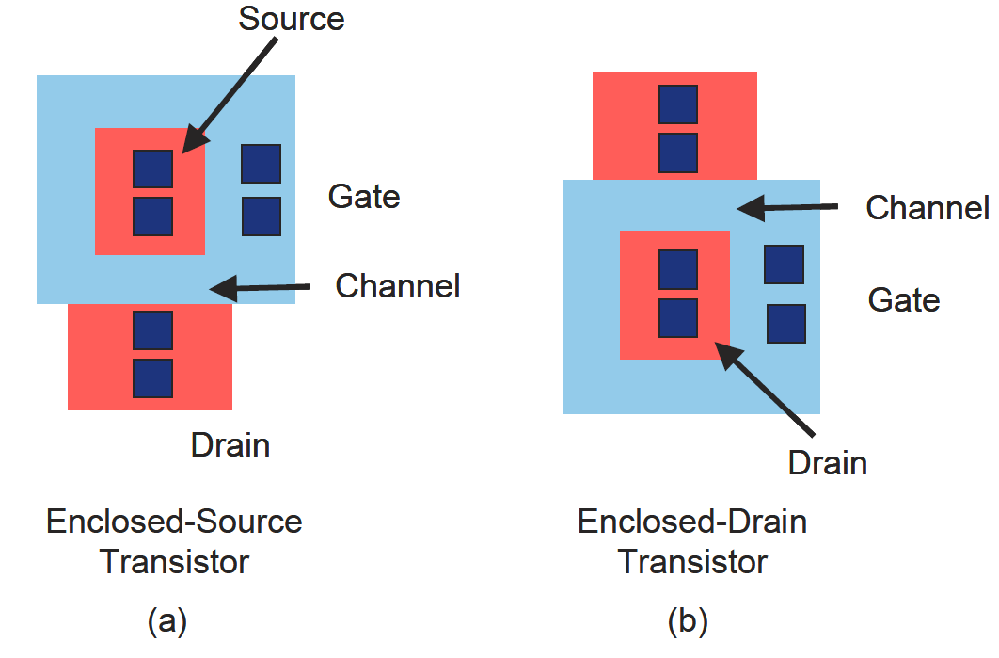 Source
Gate
Channel
Drain
Enclosed-Source
Transistor
(a)
Channel
Gate
Drain
Enclosed-Drain
Transistor
(b)